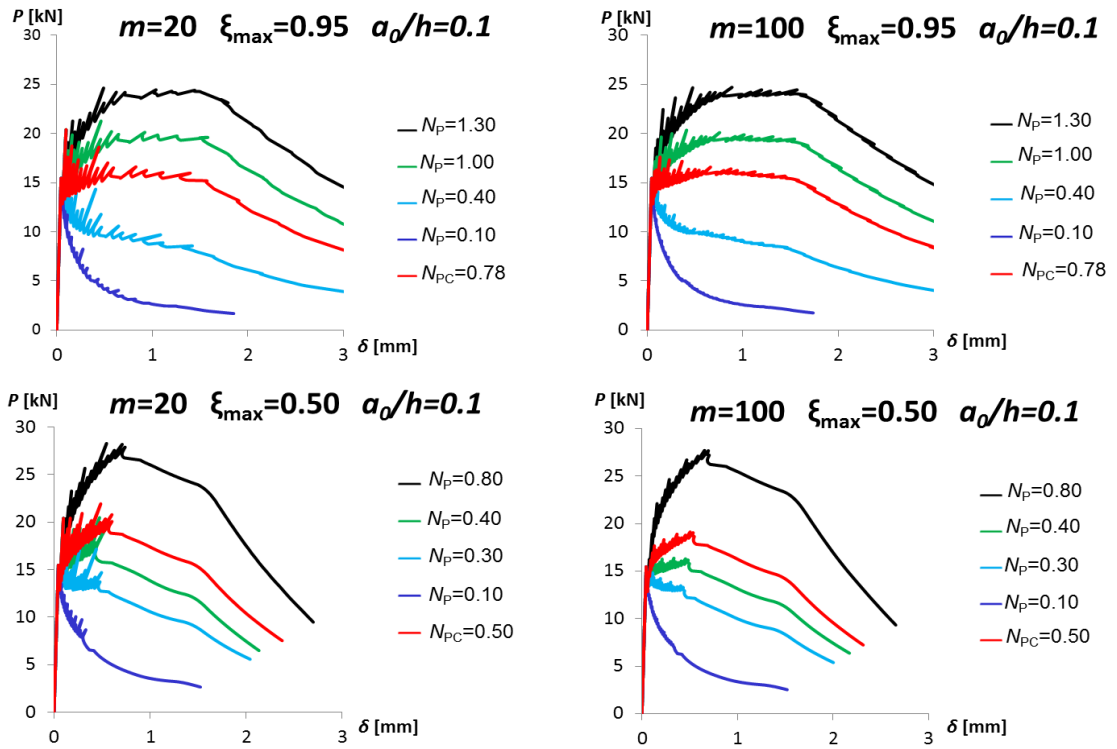 P [kN]
m=20 ξmax=0.95 a0/h=0.1
30
25
20
15
10
5
0
0 1 2 3
δ [mm]
NP=1.30
NP=1.00
NP=0.40
NP=0.10
NPC=0.78
P [kN]
m=100 ξmax=0.95 a0/h=0.1
30
25
20
15
10
5
0
0 1 2 3
δ [mm]
NP=1.30
NP=1.00
NP=0.40
NP=0.10
NPC=0.78
P [kN]
m=20 ξmax=0.50 a0/h=0.1
30
25
20
15
10
5
0
0 1 2 3
δ [mm]
NP=0.80
NP=0.40
NP=0.30
NP=0.10
NPC=0.50
P [kN]
m=100 ξmax=0.50 a0/h=0.1
30
25
20
15
10
5
0
0 1 2 3
δ [mm]
NP=0.80
NP=0.40
NP=0.30
NP=0.10
NPC=0.50